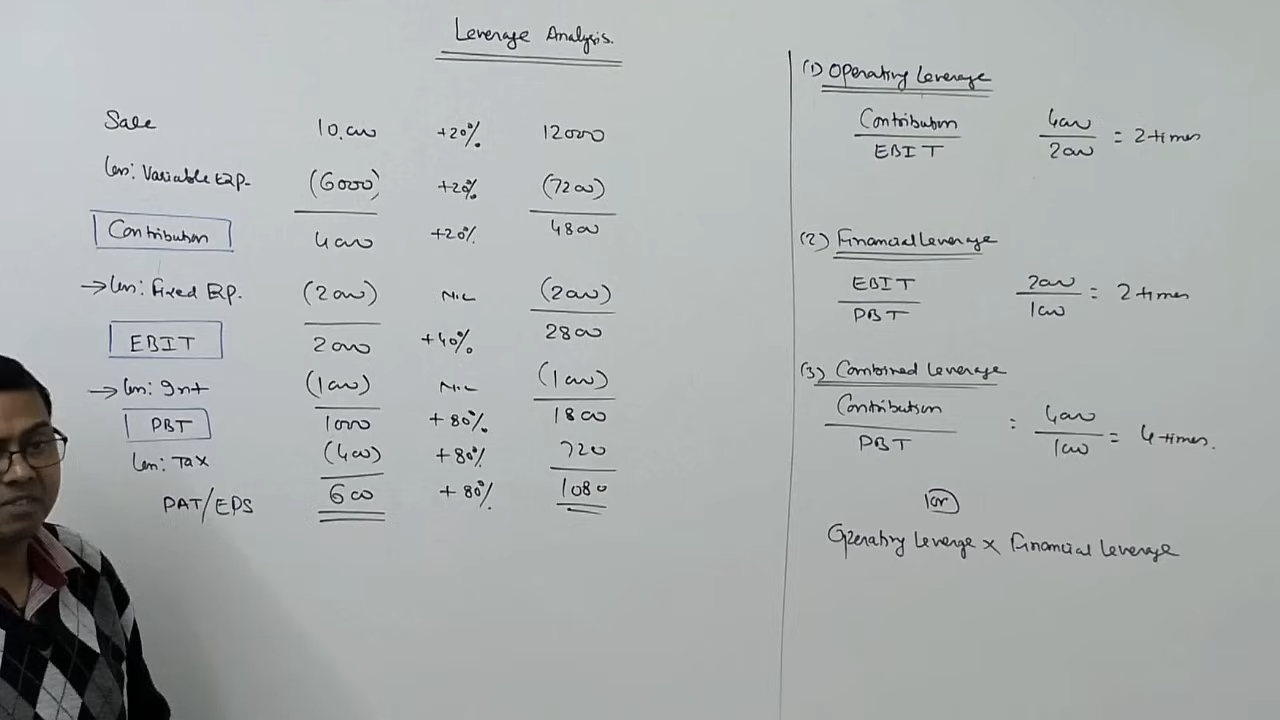 Leverage Analysis.
Sale 10,000 +20% 12000
Less: Variable Exp. (6000) +20% (7200)
Contribution 4000 +20% 4800
→ Less: Fixed Exp. (2000) Nil (2000)
EBIT 2000 +40% 2800
→ Less: Int (1000) Nil (1000)
PBT 1000 +80% 1800
Less: Tax (400) +80% 720
PAT/EPS 600 +80% 1080
(1) Operating Leverage
Contribution 4000
EBIT 2000 = 2 times
(2) Financial Leverage
EBIT 2000
PBT 1000 = 2 times
(3) Combined Leverage
Contribution 4000
PBT = 1000 = 4 times.
or
Operating Leverage × Financial Leverage